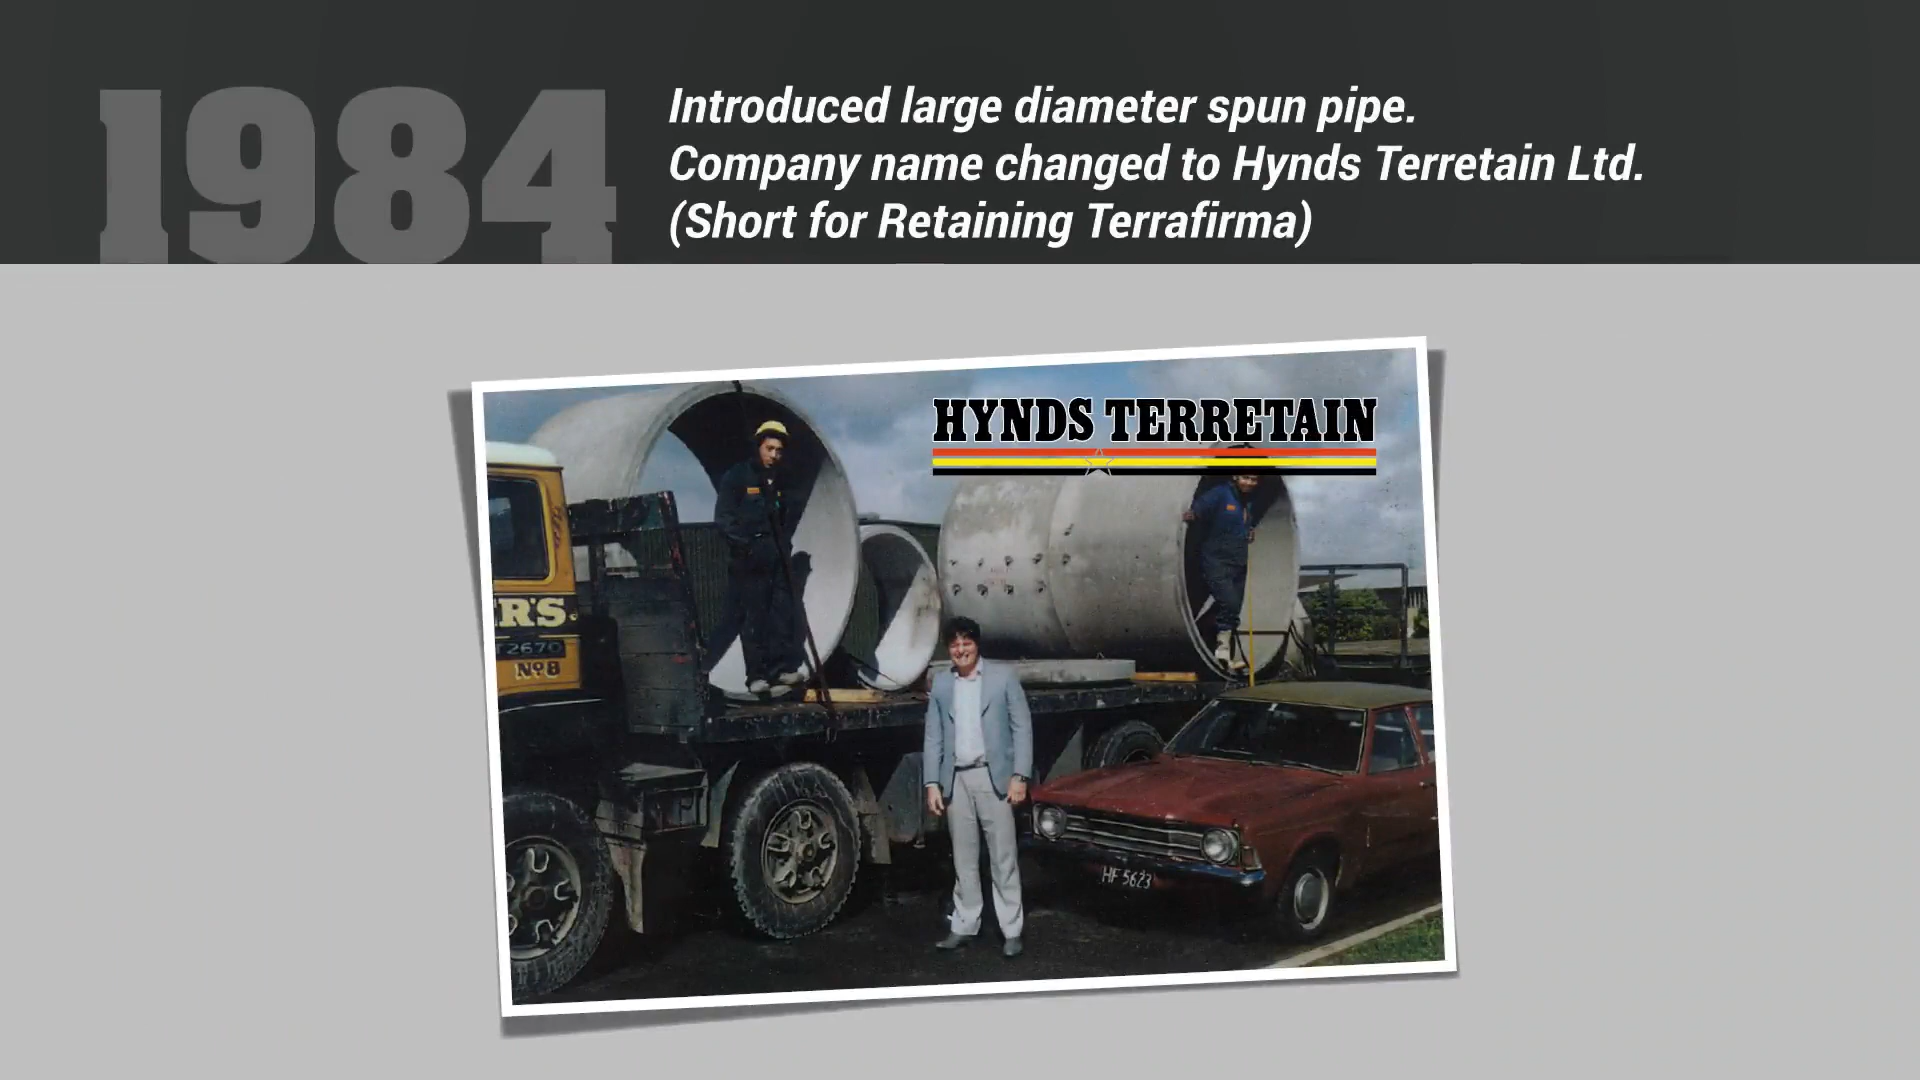 1984
Introduced large diameter spun pipe.
Company name changed to Hynds Terretain Ltd.
(Short for Retaining Terrafirma)
HYNDS TERRETAIN
R'S.
2670
Nº8
HF 5623